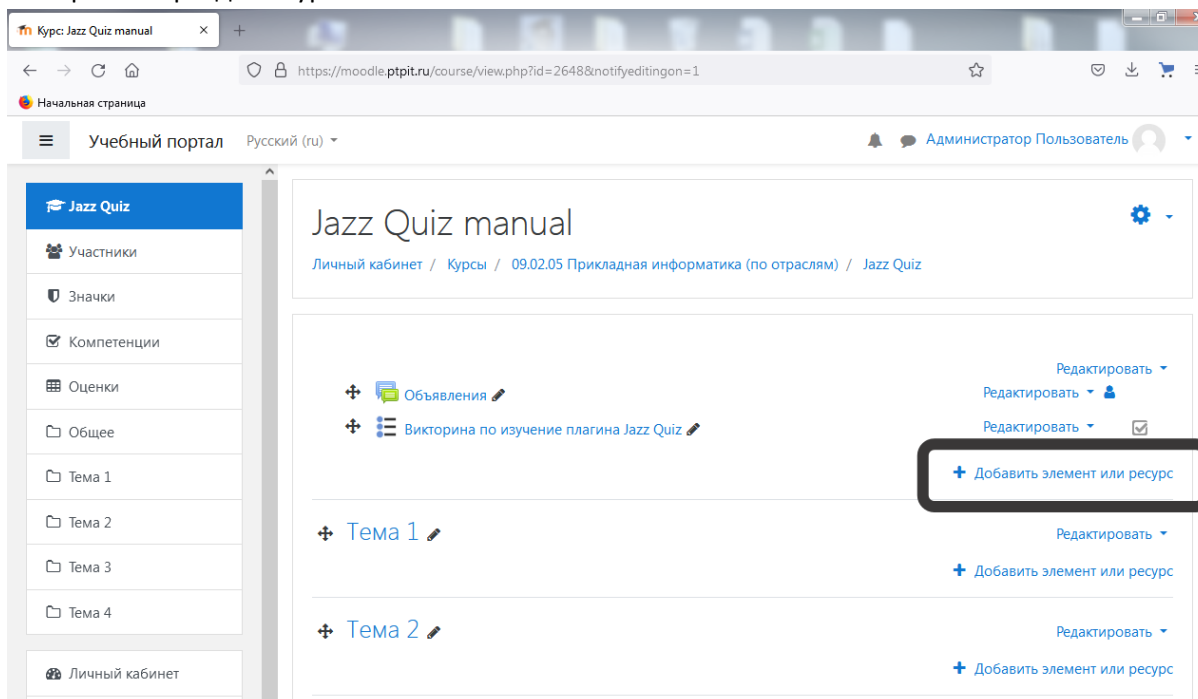 Курс: Jazz Quiz manual
https://moodle.ptpit.ru/course/view.php?id=2648&notifyeditingon=1
Начальная страница
Учебный портал Русский (ru) Администратор Пользователь
Jazz Quiz
Участники
Значки
Компетенции
Оценки
Общее
Тема 1
Тема 2
Тема 3
Тема 4
Личный кабинет
Jazz Quiz manual
Личный кабинет / Курсы / 09.02.05 Прикладная информатика (по отраслям) / Jazz Quiz
Редактировать
Объявления Редактировать
Викторина по изучение плагина Jazz Quiz Редактировать
+ Добавить элемент или ресурс
Тема 1 Редактировать
+ Добавить элемент или ресурс
Тема 2 Редактировать
+ Добавить элемент или ресурс